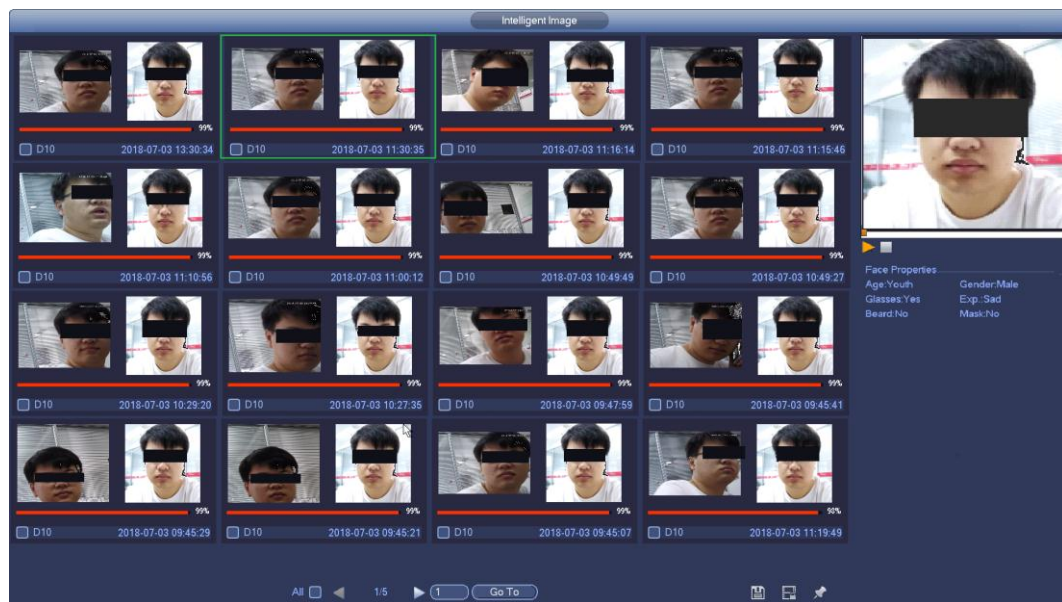 Intelligent Image
99% 99% 99% 99%
D10 2018-07-03 13:30:34 D10 2018-07-03 11:30:35 D10 2018-07-03 11:16:14 D10 2018-07-03 11:15:46
99% 99% 99% 99%
D10 2018-07-03 11:10:56 D10 2018-07-03 11:00:12 D10 2018-07-03 10:49:49 D10 2018-07-03 10:49:27
99% 99% 99% 99%
D10 2018-07-03 10:29:20 D10 2018-07-03 10:27:35 D10 2018-07-03 09:47:59 D10 2018-07-03 09:45:41
99% 99% 99% 98%
D10 2018-07-03 09:45:29 D10 2018-07-03 09:45:21 D10 2018-07-03 09:45:07 D10 2018-07-03 11:19:49
Face Properties
Age:Youth Gender:Male
Glasses:Yes Exp.:Sad
Beard:No Mask:No
All 1/5 1 Go To